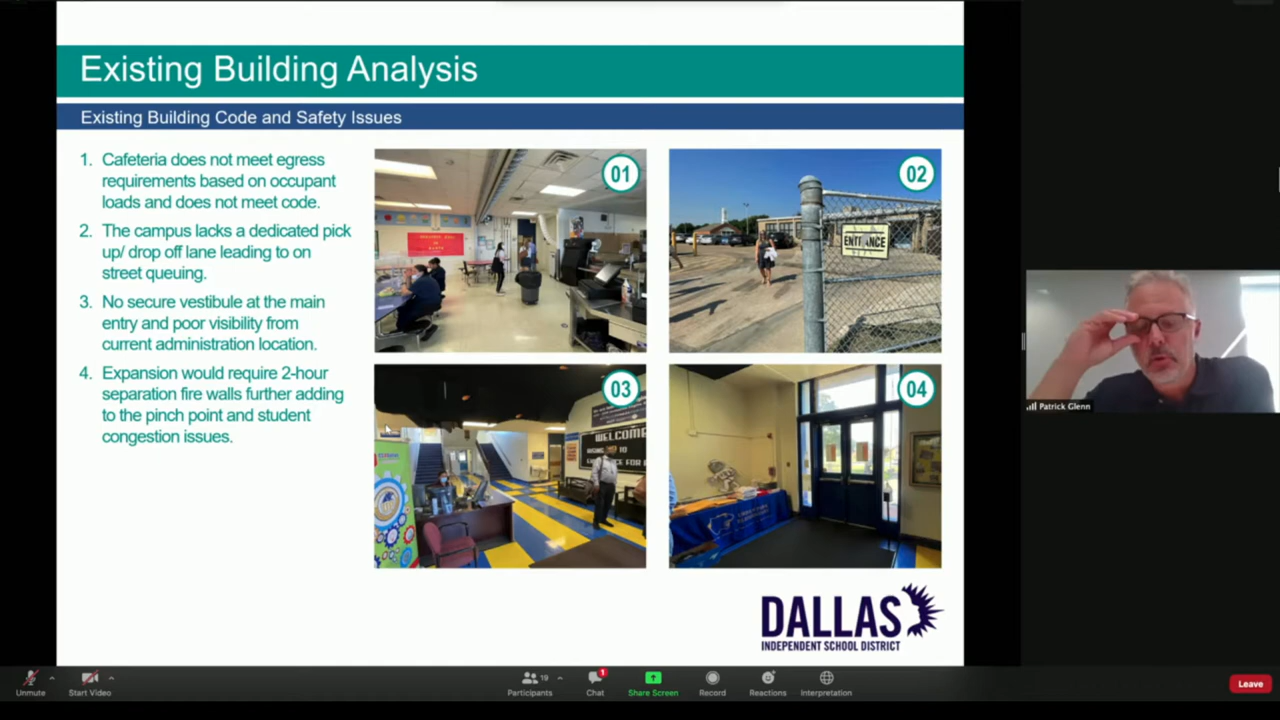 Existing Building Analysis
Existing Building Code and Safety Issues
1. Cafeteria does not meet egress
requirements based on occupant
loads and does not meet code.
2. The campus lacks a dedicated pick
up/ drop off lane leading to on
street queuing.
3. No secure vestibule at the main
entry and poor visibility from
current administration location.
4. Expansion would require 2-hour
separation fire walls further adding
to the pinch point and student
congestion issues.
01
02
ENTRANCE
03
WELCOME
04
DALLAS
INDEPENDENT SCHOOL DISTRICT
Patrick Glenn
Unmute
Start Video
19
Participants
1
Chat
Share Screen
Record
Reactions
Interpretation
Leave